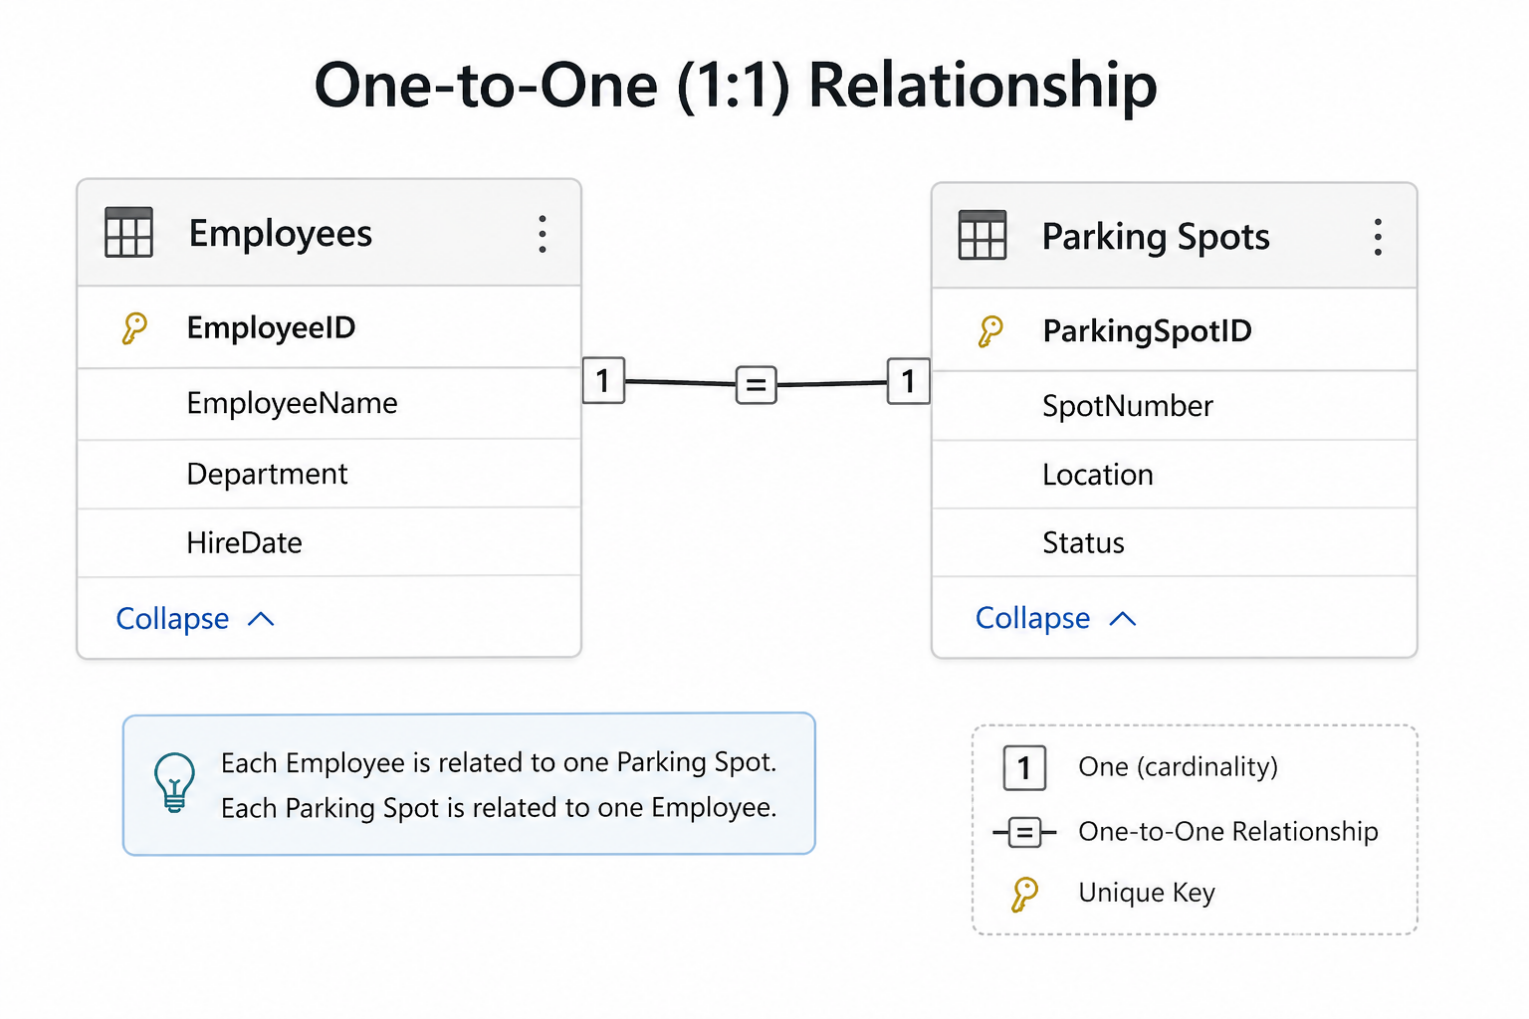 One-to-One (1:1) Relationship
Employees
EmployeeID
EmployeeName
Department
HireDate
Collapse
1
=
1
Parking Spots
ParkingSpotID
SpotNumber
Location
Status
Collapse
Each Employee is related to one Parking Spot.
Each Parking Spot is related to one Employee.
1 One (cardinality)
= One-to-One Relationship
Unique Key